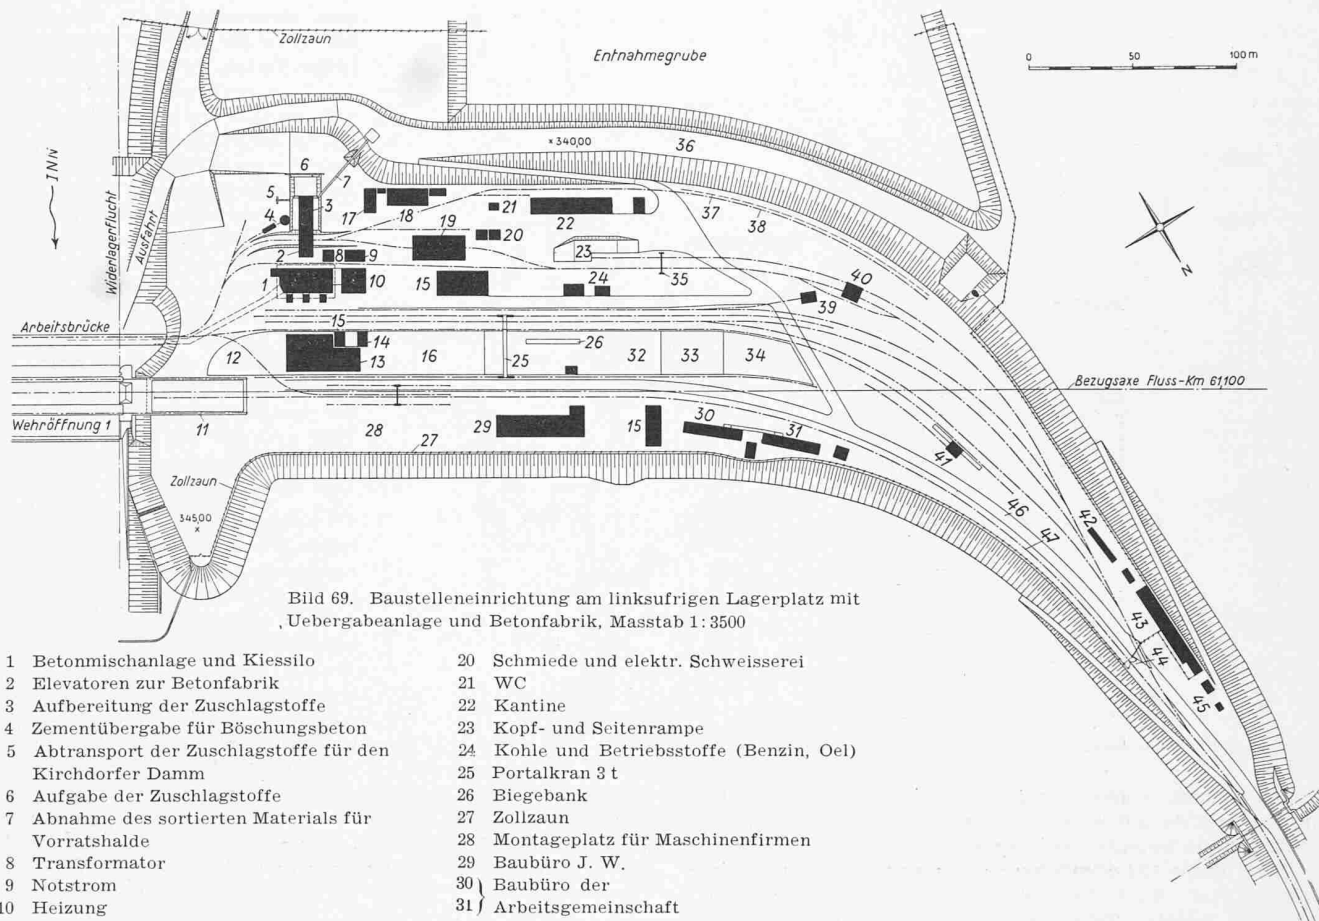 Zollzaun
Entnahmegrube
0 50 100 m
× 340,00
36
INN
Widerlagerflucht
Ausfahrt
6
5
7
4
3
17
18
19
21
20
22
37
38
N
2
8
9
23
1
10
15
24
35
40
39
Arbeitsbrücke
15
14
26
12
13
16
25
32
33
34
Bezugsaxe Fluss-Km 61,100
Wehröffnung 1
11
28
27
29
15
30
31
41
Zollzaun
345,00
×
46
47
42
43
44
45
Bild 69. Baustelleneinrichtung am linksufrigen Lagerplatz mit
Uebergabeanlage und Betonfabrik, Masstab 1:3500
1 Betonmischanlage und Kiessilo
2 Elevatoren zur Betonfabrik
3 Aufbereitung der Zuschlagstoffe
4 Zementübergabe für Böschungsbeton
5 Abtransport der Zuschlagstoffe für den
Kirchdorfer Damm
6 Aufgabe der Zuschlagstoffe
7 Abnahme des sortierten Materials für
Vorratshalde
8 Transformator
9 Notstrom
10 Heizung
20 Schmiede und elektr. Schweisserei
21 WC
22 Kantine
23 Kopf- und Seitenrampe
24 Kohle und Betriebsstoffe (Benzin, Oel)
25 Portalkran 3 t
26 Biegebank
27 Zollzaun
28 Montageplatz für Maschinenfirmen
29 Baubüro J. W.
30 } Baubüro der
31 } Arbeitsgemeinschaft